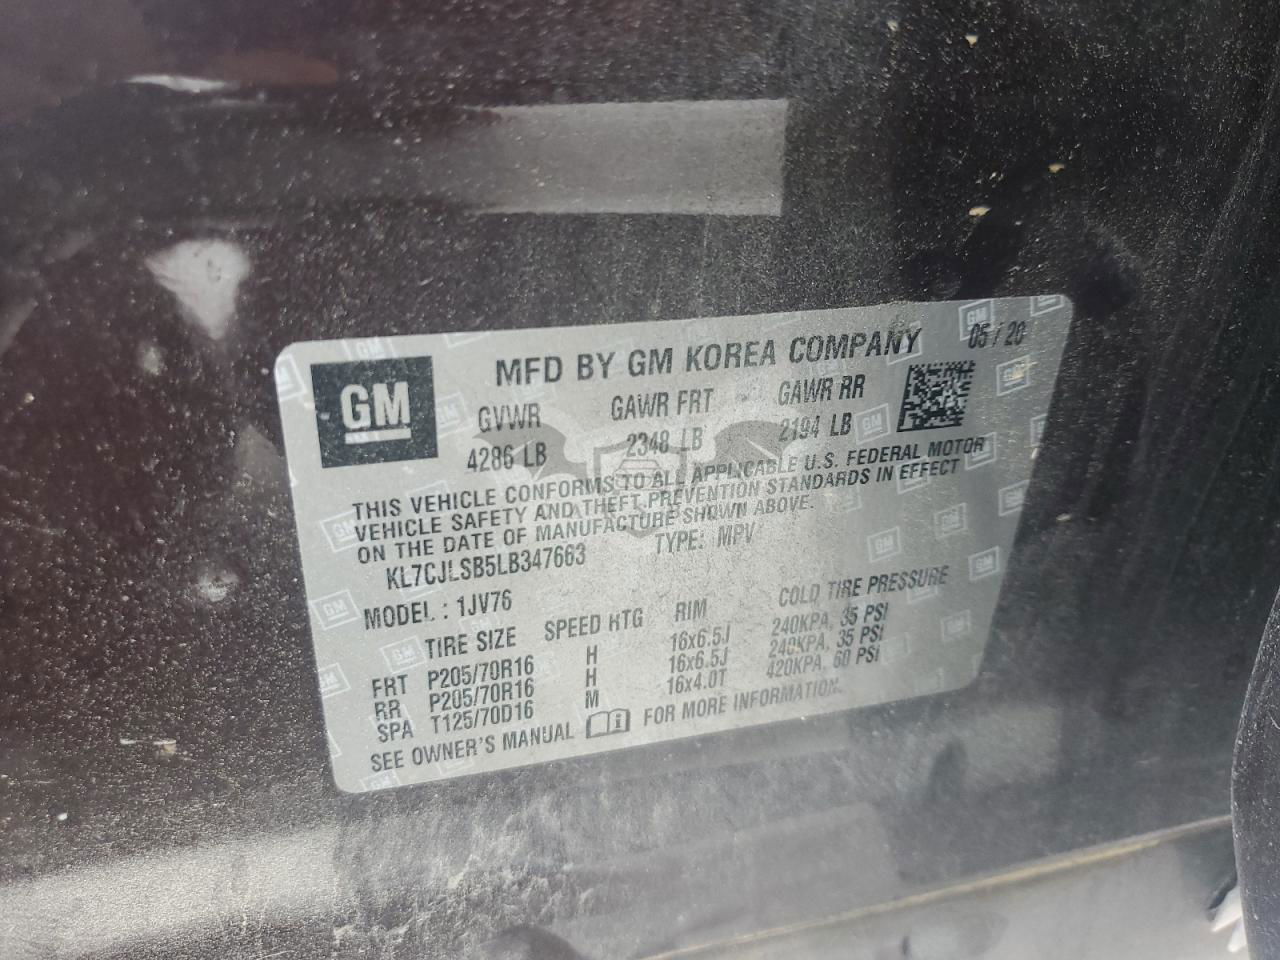 MFD BY GM KOREA COMPANY 05 / 20
GM
GVWR GAWR FRT GAWR RR
4286 LB 2348 LB 2194 LB
THIS VEHICLE CONFORMS TO ALL APPLICABLE U.S. FEDERAL MOTOR
VEHICLE SAFETY AND THEFT PREVENTION STANDARDS IN EFFECT
ON THE DATE OF MANUFACTURE SHOWN ABOVE.
KL7CJLSB5LB347663 TYPE: MPV
MODEL : 1JV76
TIRE SIZE SPEED RTG RIM COLD TIRE PRESSURE
FRT P205/70R16 H 16x6.5J 240KPA, 35 PSI
RR P205/70R16 H 16x6.5J 240KPA, 35 PSI
SPA T125/70D16 M 16x4.0T 420KPA, 60 PSI
SEE OWNER'S MANUAL FOR MORE INFORMATION.